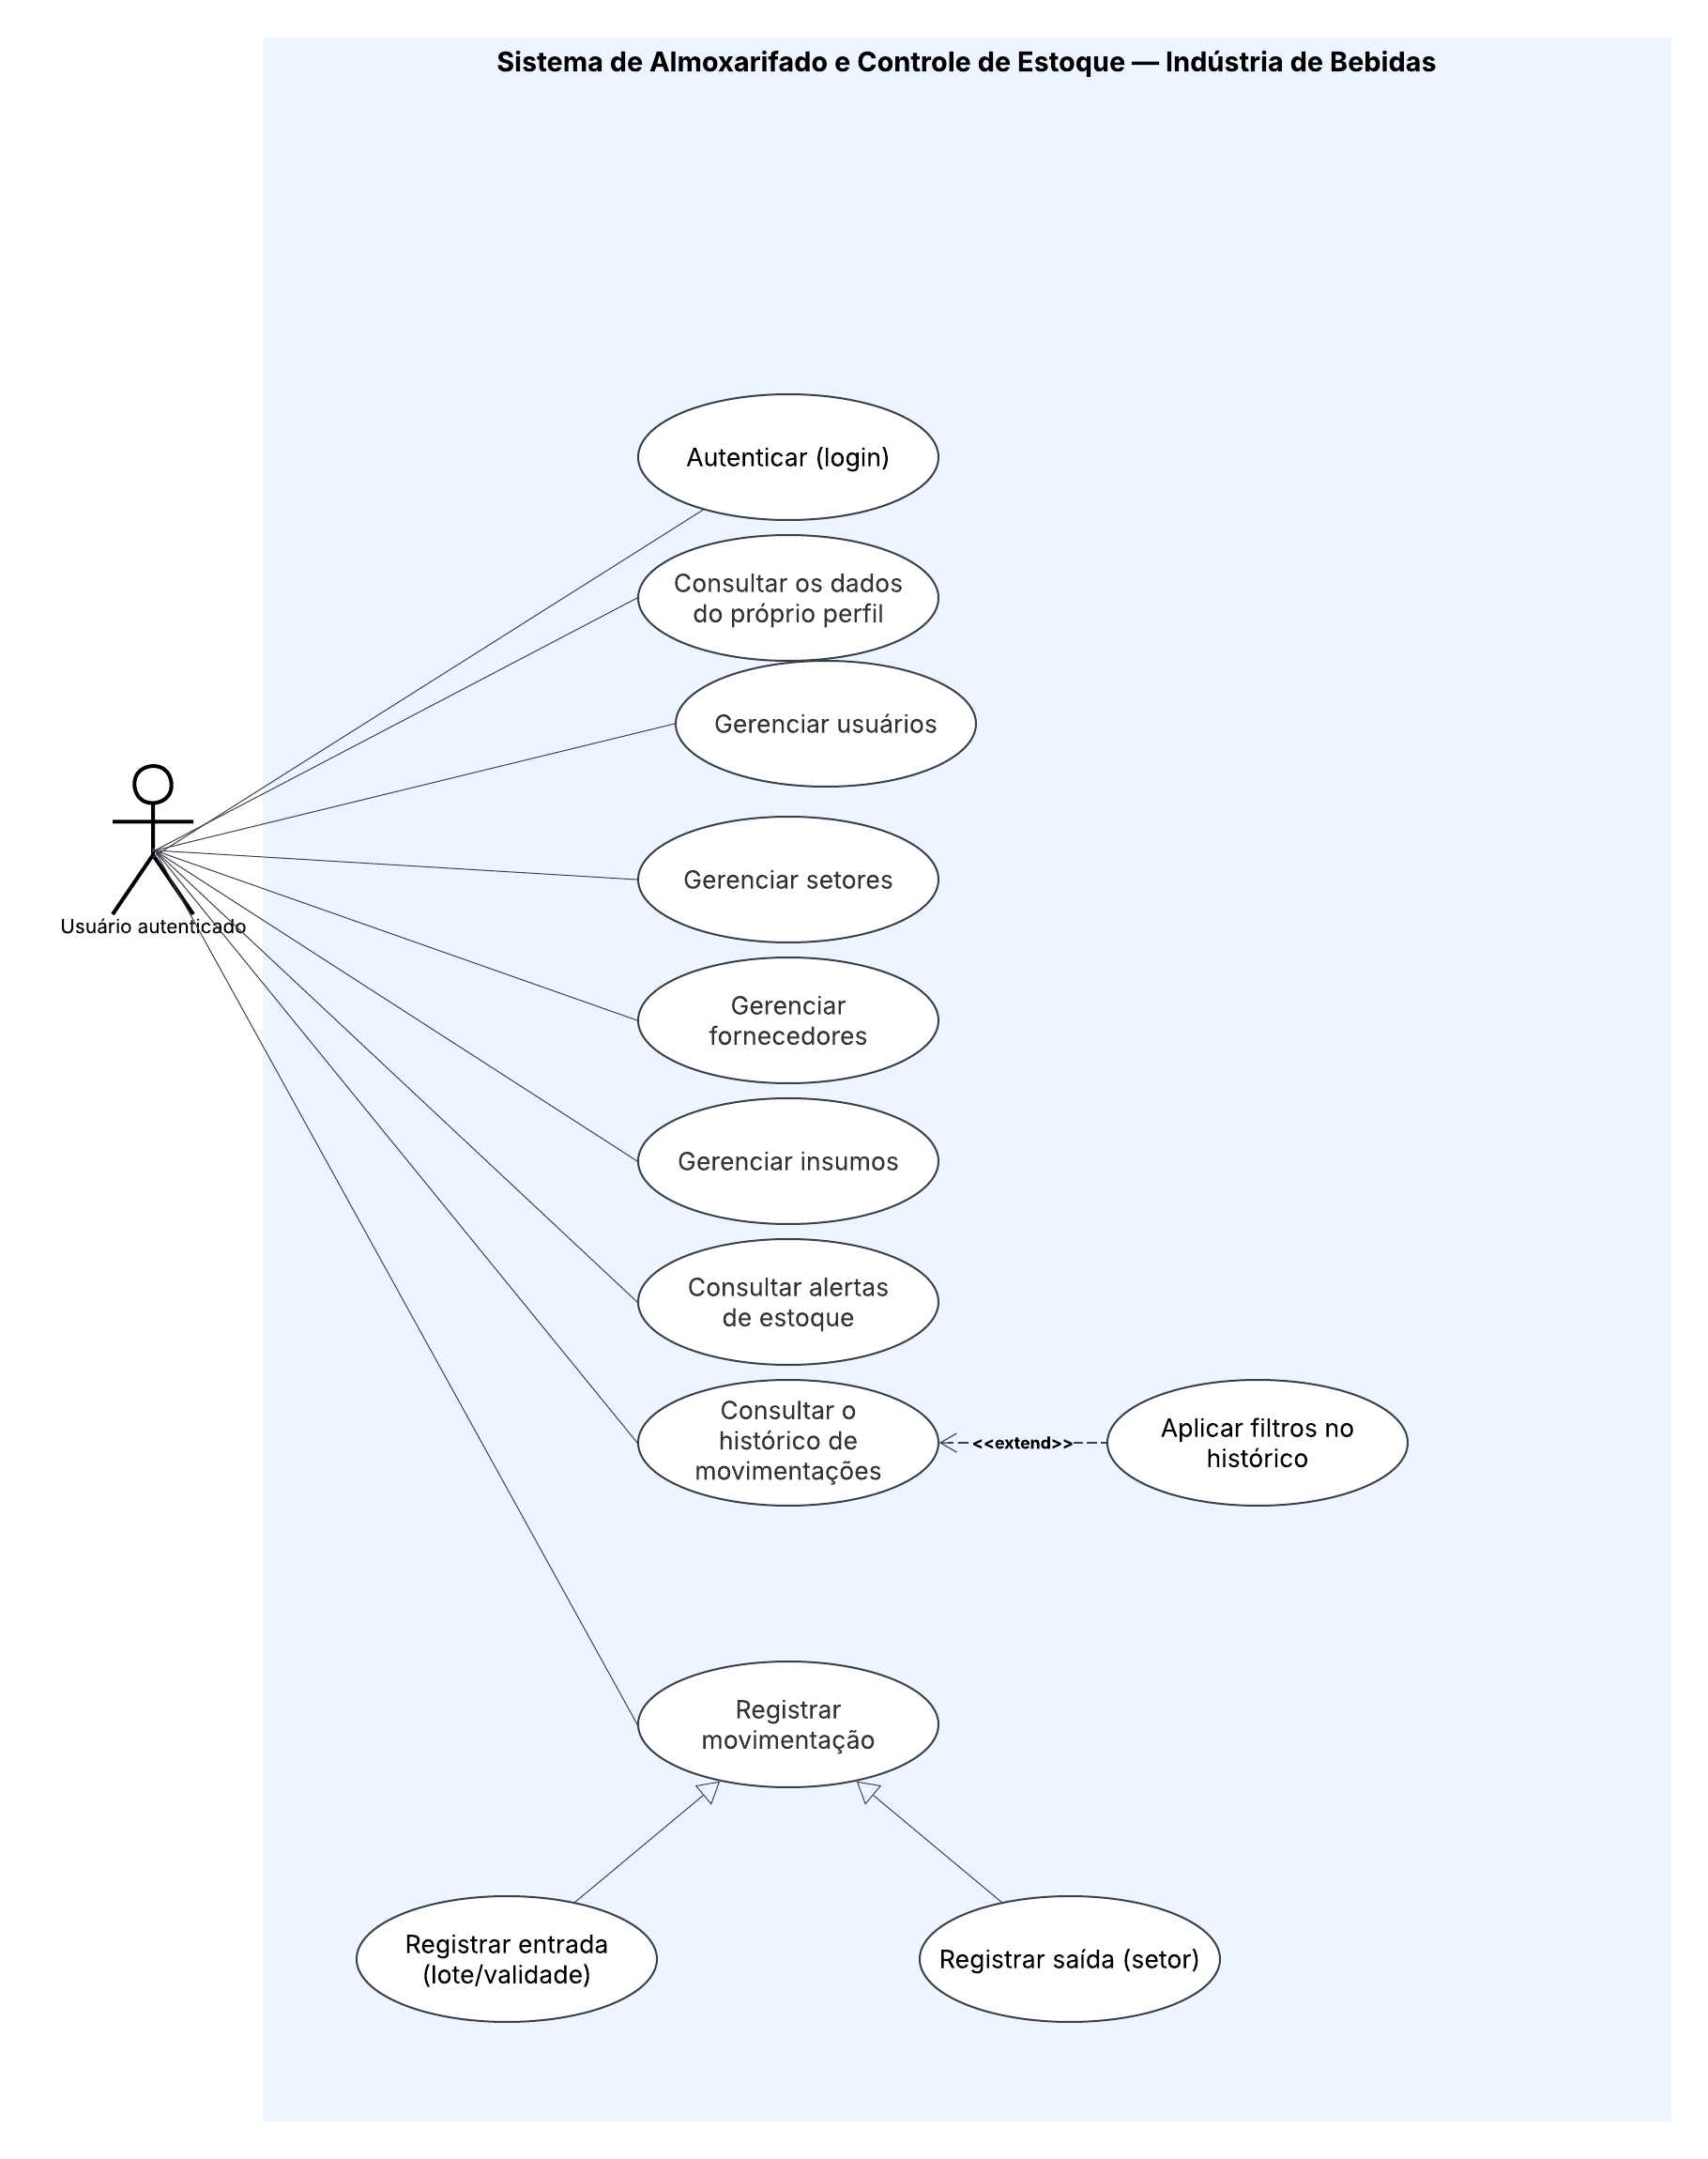 Sistema de Almoxarifado e Controle de Estoque — Indústria de Bebidas
Autenticar (login)
Consultar os dados
do próprio perfil
Gerenciar usuários
Usuário autenticado
Gerenciar setores
Gerenciar
fornecedores
Gerenciar insumos
Consultar alertas
de estoque
Consultar o
histórico de
movimentações
<<extend>>
Aplicar filtros no
histórico
Registrar
movimentação
Registrar entrada
(lote/validade)
Registrar saída (setor)